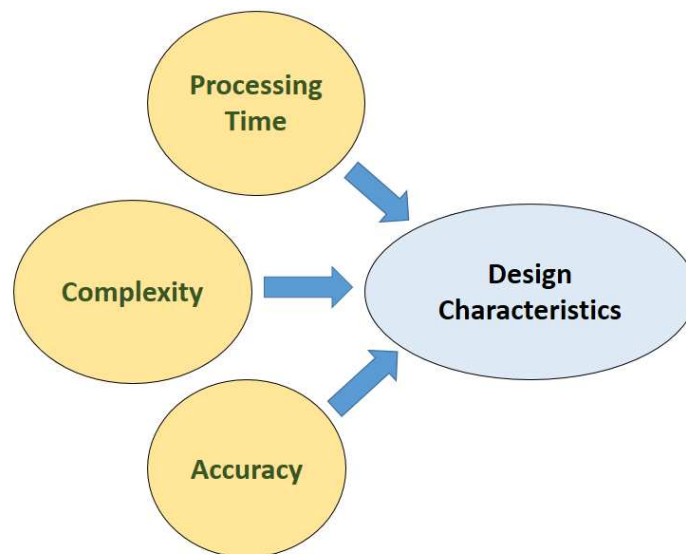 Processing
Time
Complexity
Design
Characteristics
Accuracy